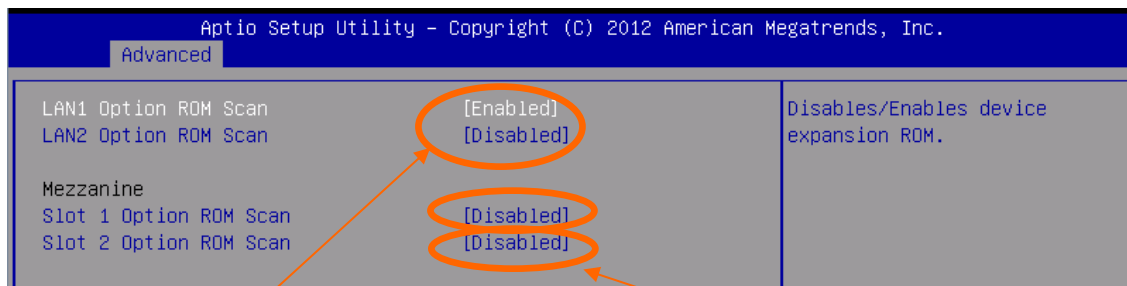 Aptio Setup Utility – Copyright (C) 2012 American Megatrends, Inc.
Advanced
LAN1 Option ROM Scan [Enabled]
LAN2 Option ROM Scan [Disabled]
Mezzanine
Slot 1 Option ROM Scan [Disabled]
Slot 2 Option ROM Scan [Disabled]
Disables/Enables device
expansion ROM.